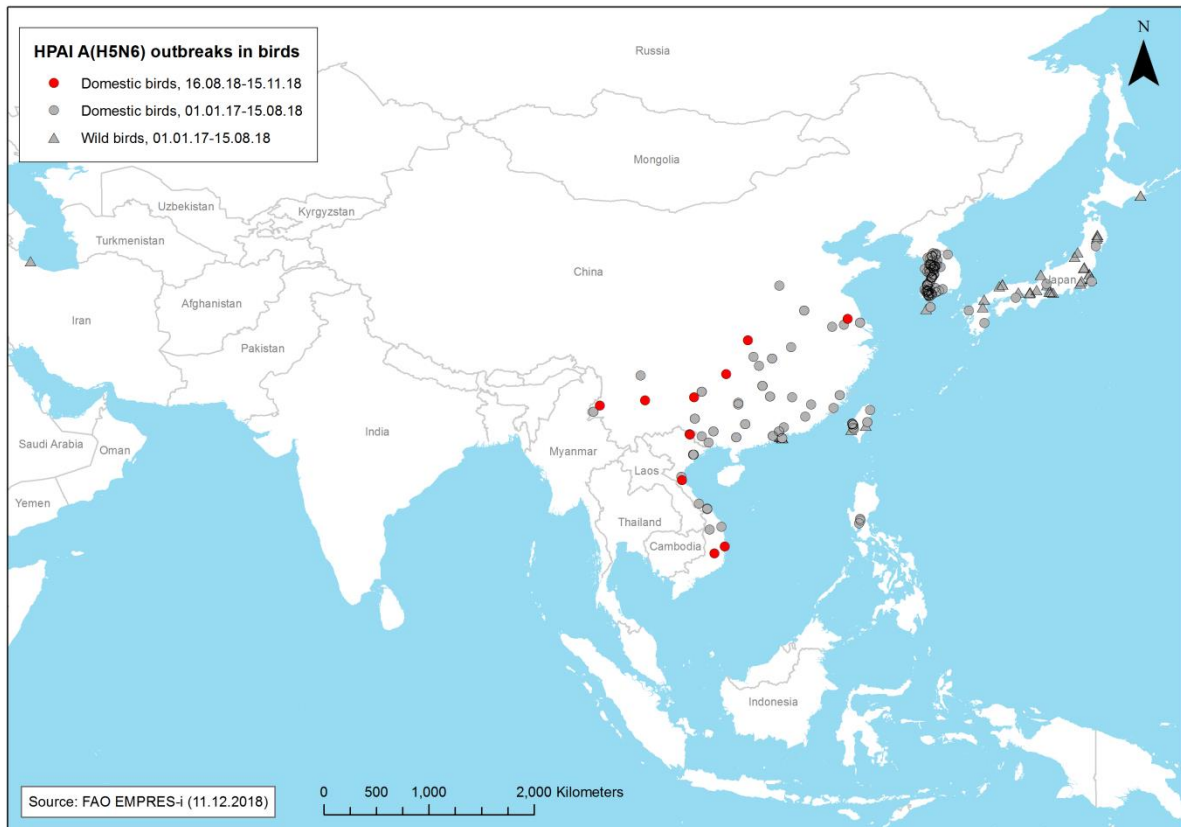 HPAI A(H5N6) outbreaks in birds
Domestic birds, 16.08.18-15.11.18
Domestic birds, 01.01.17-15.08.18
Wild birds, 01.01.17-15.08.18
N
Russia
Mongolia
Uzbekistan
Kyrgyzstan
Turkmenistan
China
Japan
Afghanistan
Iran
Pakistan
India
Saudi Arabia
Oman
Myanmar
Laos
Yemen
Thailand
Cambodia
Indonesia
Source: FAO EMPRES-i (11.12.2018)
0 500 1,000 2,000 Kilometers